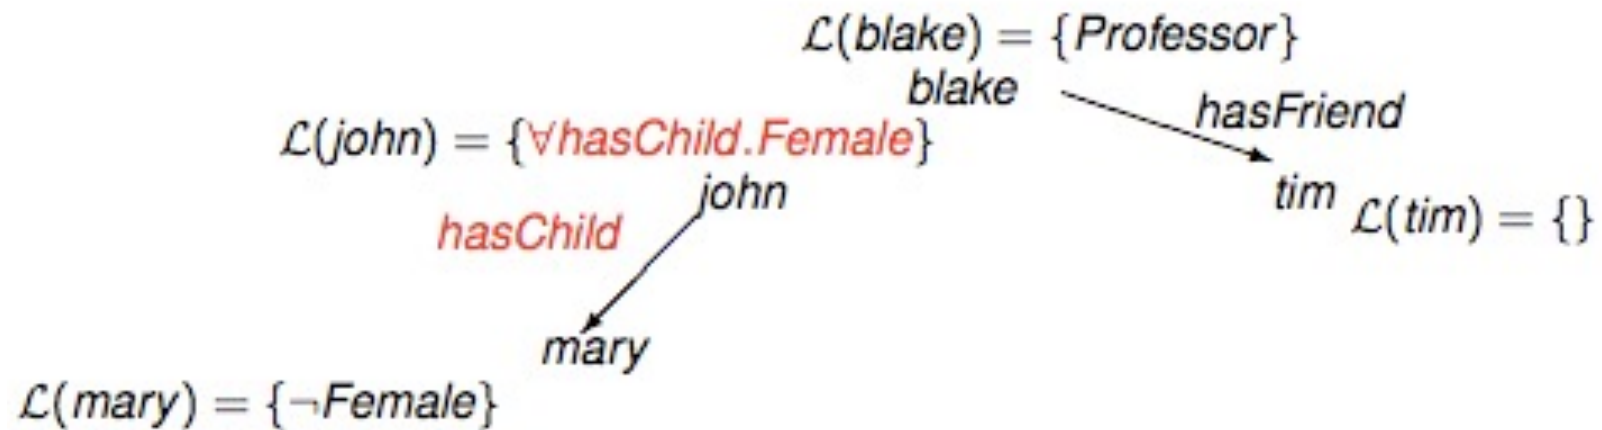 ℒ(blake) = {Professor}
blake
hasFriend
ℒ(john) = {∀hasChild.Female}
john
tim
ℒ(tim) = {}
hasChild
mary
ℒ(mary) = {¬Female}